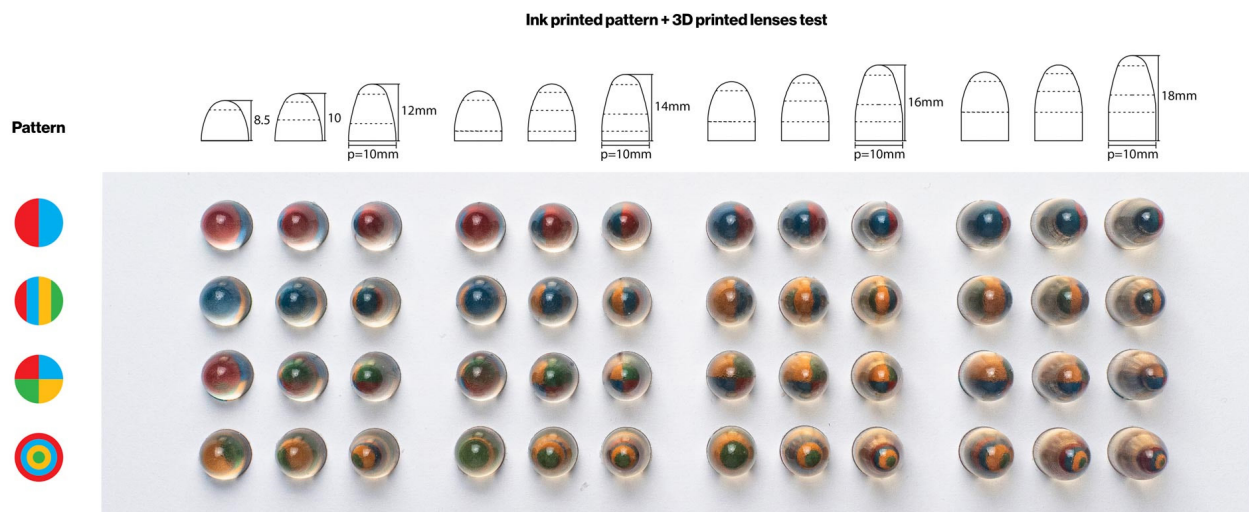 Ink printed pattern + 3D printed lenses test
Pattern
8.5
10
12mm
p=10mm
14mm
p=10mm
16mm
p=10mm
18mm
p=10mm